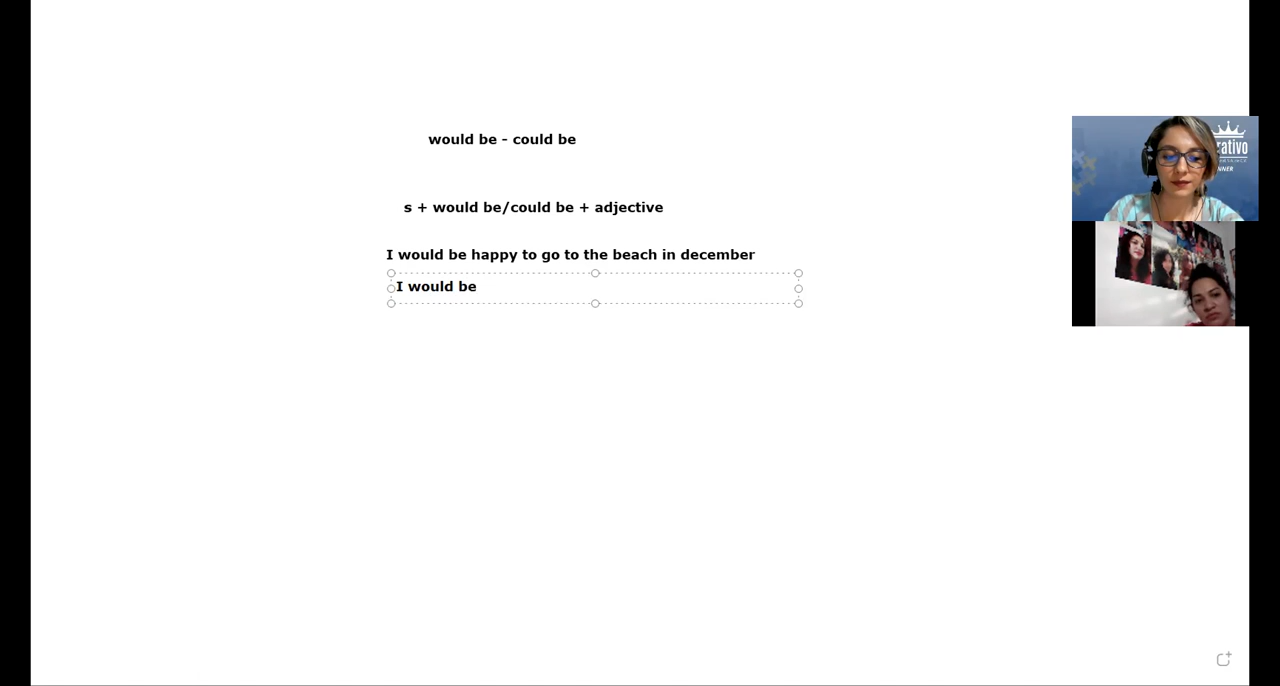 would be - could be
s + would be/could be + adjective
I would be happy to go to the beach in december
I would be